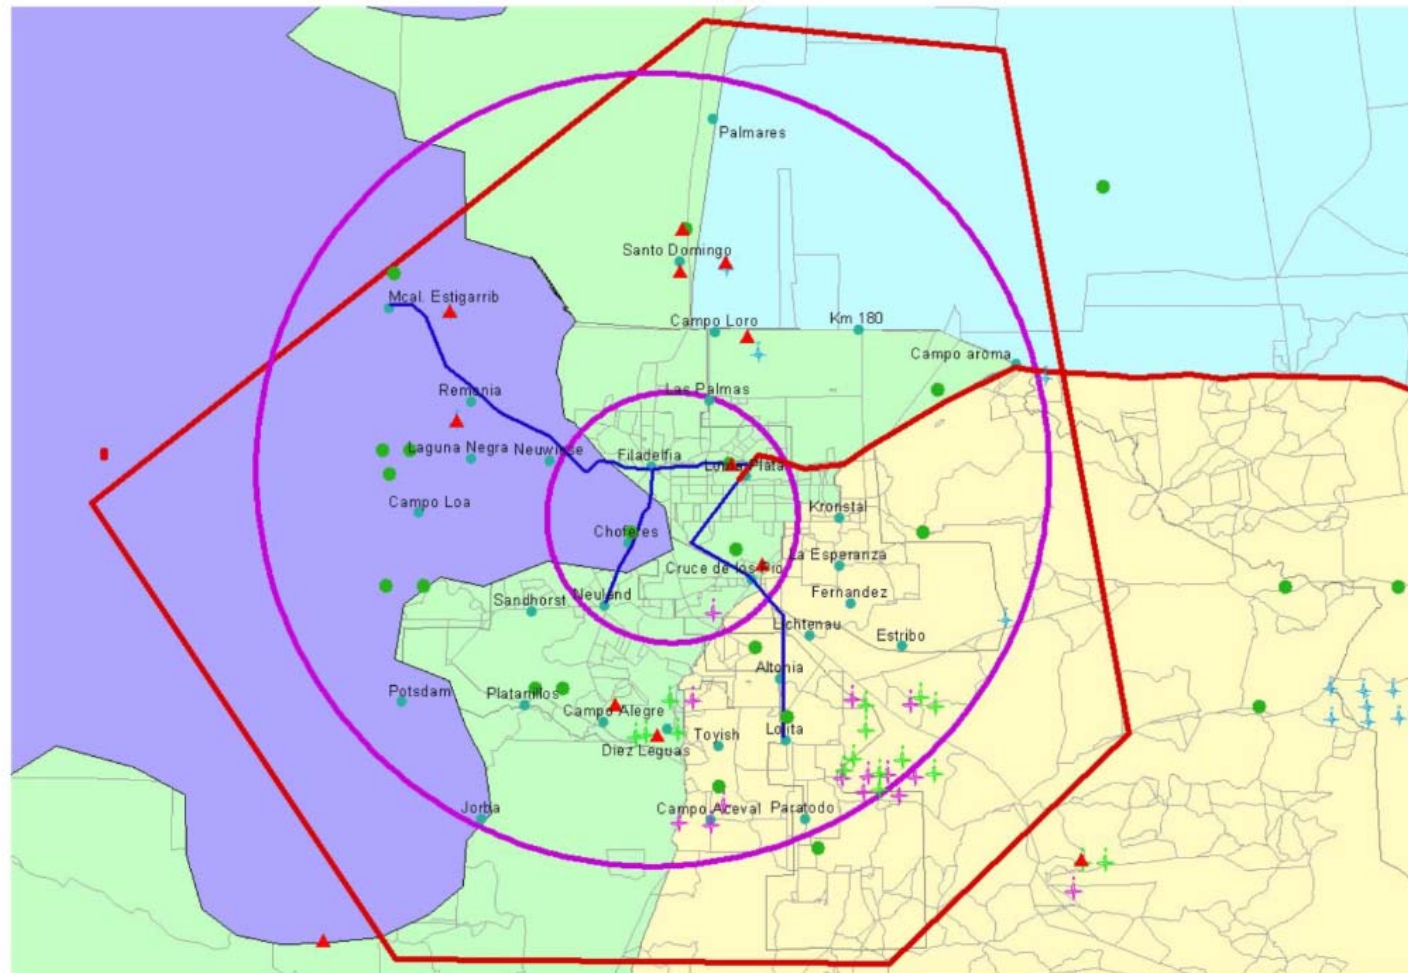 Palmares
Santo Domingo
Mcal. Estigarrib
Campo Loro
Km 180
Campo aroma
Remonia
Las Palmas
Laguna Negra
Neuwiese
Filadelfia
Loma Plata
Campo Loa
Kronstal
Choferes
La Esperanza
Cruce de los Pio
Sandhorst
Neuland
Fernandez
Lichtenau
Estribo
Altonia
Potsdam
Platanillos
Campo Alegre
Lolita
Toyish
Diez Leguas
Jorba
Campo Aceval
Paratodo